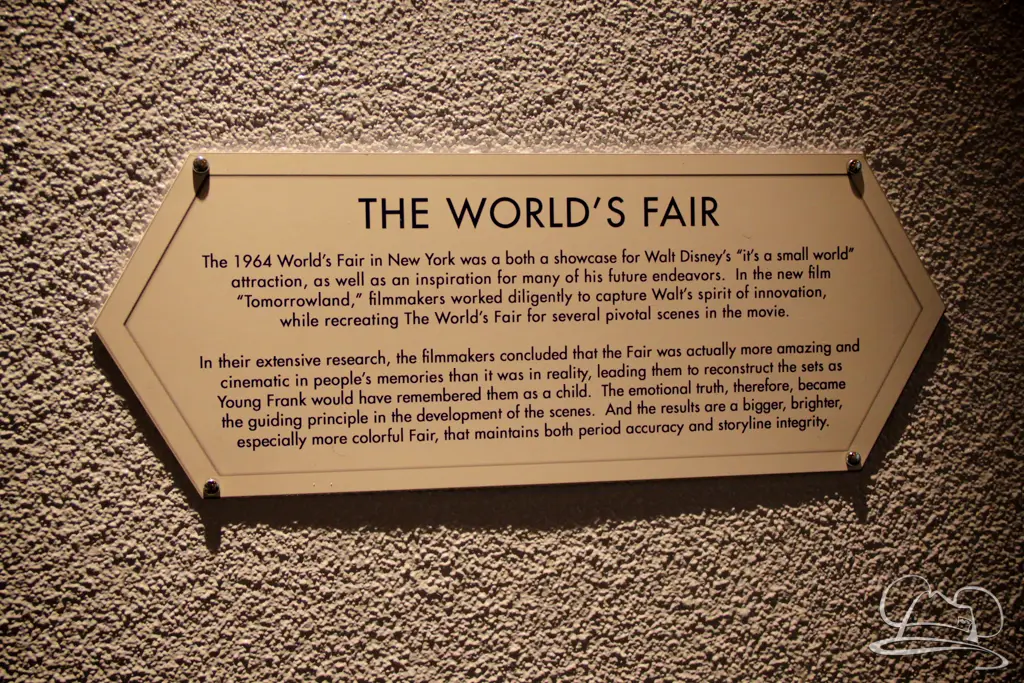 THE WORLD'S FAIR
The 1964 World's Fair in New York was a both a showcase for Walt Disney's "it's a small world"
attraction, as well as an inspiration for many of his future endeavors. In the new film
"Tomorrowland," filmmakers worked diligently to capture Walt's spirit of innovation,
while recreating The World's Fair for several pivotal scenes in the movie.
In their extensive research, the filmmakers concluded that the Fair was actually more amazing and
cinematic in people's memories than it was in reality, leading them to reconstruct the sets as
Young Frank would have remembered them as a child. The emotional truth, therefore, became
the guiding principle in the development of the scenes. And the results are a bigger, brighter,
especially more colorful Fair, that maintains both period accuracy and storyline integrity.